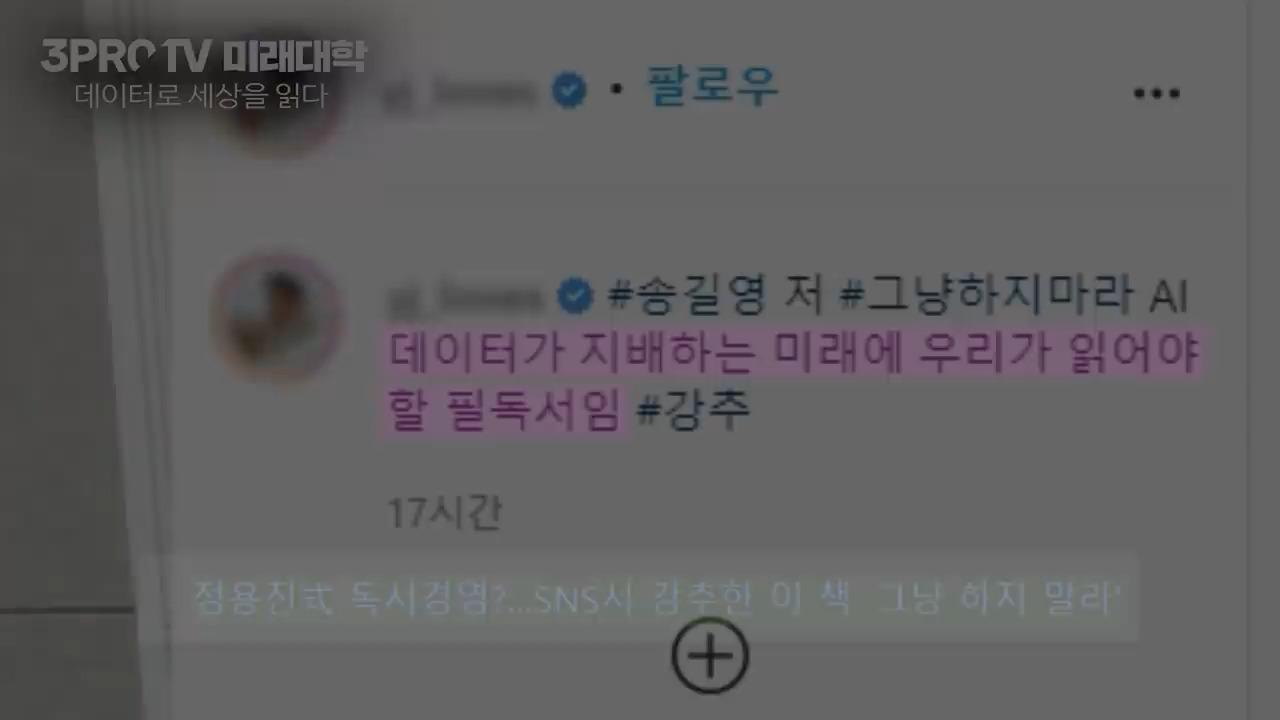 3PROTV 미래대학
데이터로 세상을 읽다
• 팔로우
#송길영 저 #그냥하지마라 AI
데이터가 지배하는 미래에 우리가 읽어야
할 필독서임 #강추
17시간
정용진式 독서경영?...SNS서 강추한 이 책 '그냥 하지 말라'